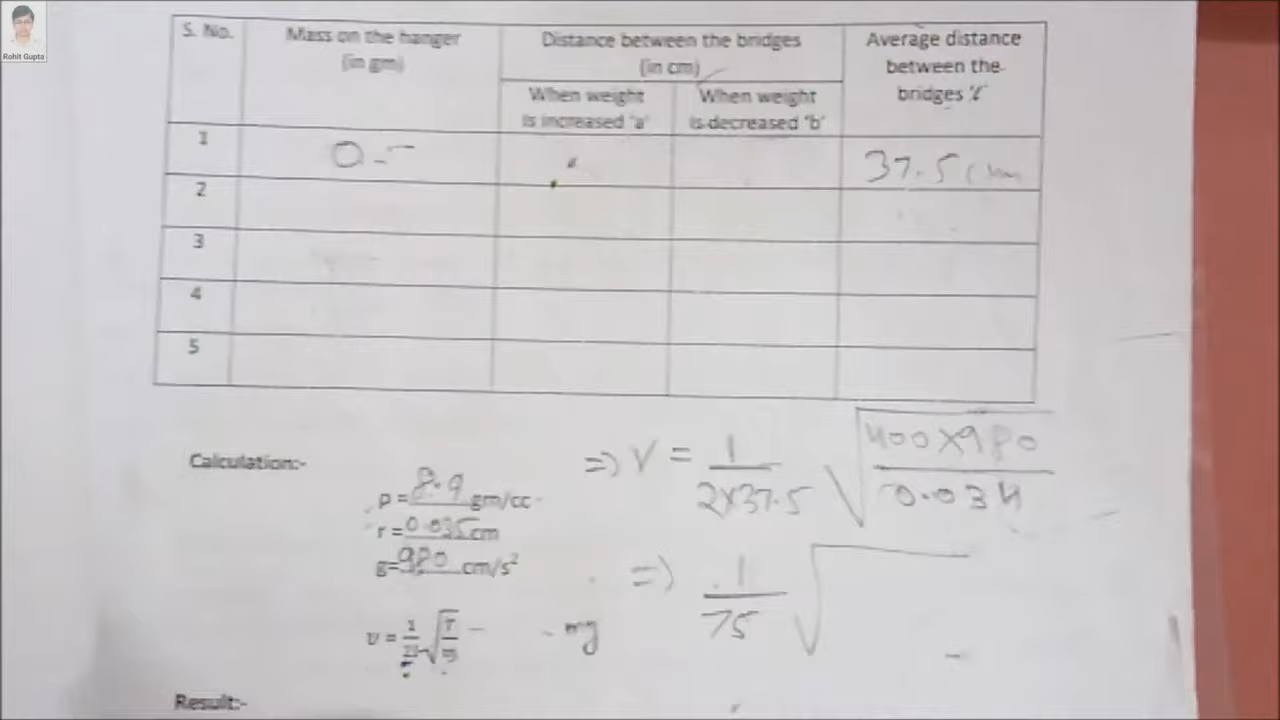 Rohit Gupta
S. No.
Mass on the hanger
(in gm)
Distance between the bridges
(in cm)
Average distance
between the
bridges 'ℓ'
When weight
is increased 'a'
When weight
is decreased 'b'
1
37.5 cm
2
3
4
5
Calculation:-
ρ = 8.9 gm/cc
r = 0.035 cm
g= 980 cm/s²
υ = 1/2l √T/m
- mg
=> V = 1/2×37.5 √400×980/0.034
=> 1/75 √
Result:-